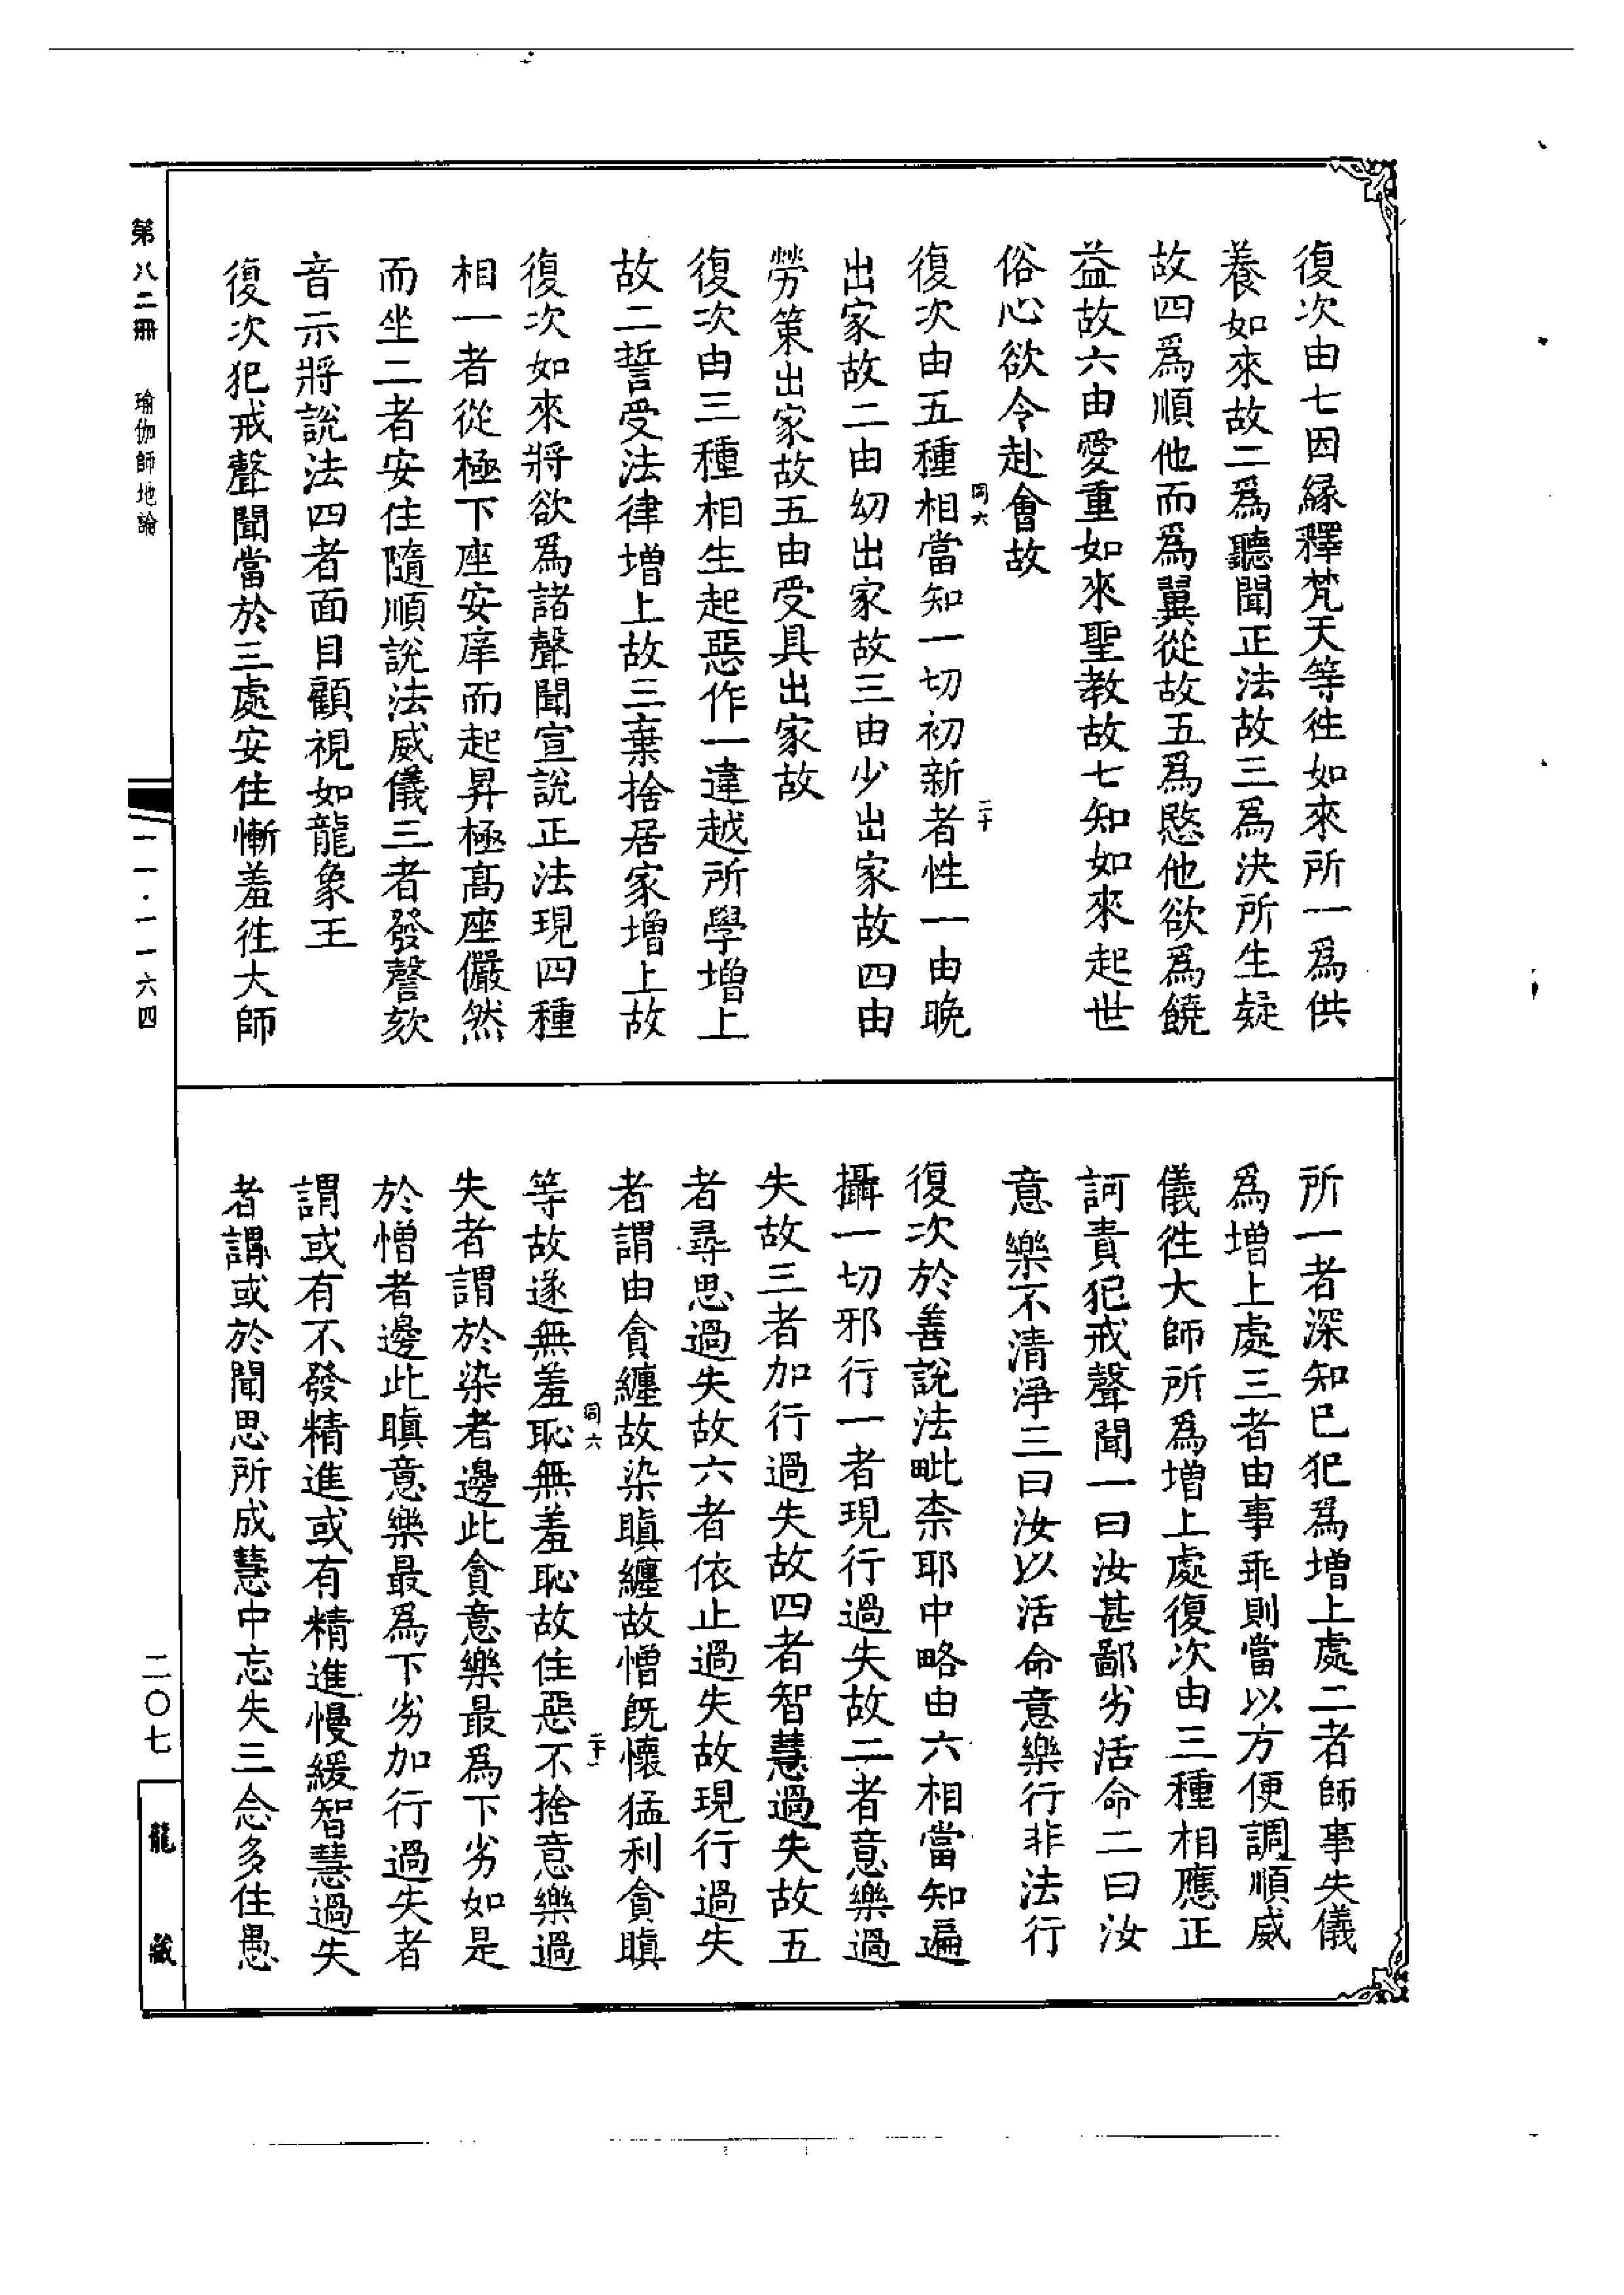 復次由七因緣釋梵天等徃如來所一爲供
養如來故二爲聽聞正法故三爲決所生疑
故四爲順他而爲翼從故五爲愍他欲爲饒
益故六由愛重如來聖教故七知如來起世
俗心欲令赴會故
復次由五種相當知一切初新者性一由晚
出家故二由幼出家故三由少出家故四由
勞策出家故五由受具出家故
復次由三種相生起惡作一違越所學增上
故二誓受法律增上故三棄捨居家增上故
復次如來將欲爲諸聲聞宣說正法現四種
相一者從極下座安庠而起昇極高座儼然
而坐二者安住隨順說法威儀三者發謦欬
音示將說法四者面目顧視如龍象王
復次犯戒聲聞當於三處安住慚羞徃大師
同六
二十
所一者深知已犯爲增上處二者師事失儀
爲增上處三者由事乖則當以方便調順威
儀徃大師所爲增上處復次由三種相應正
訶責犯戒聲聞一曰汝甚鄙劣活命二曰汝
意樂不清淨三曰汝以活命意樂行非法行
復次於善說法毗柰耶中略由六相當知遍
攝一切邪行一者現行過失故二者意樂過
失故三者加行過失故四者智慧過失故五
者尋思過失故六者依止過失故現行過失
者謂由貪纏故染瞋纏故憎旣懷猛利貪瞋
等故遂無羞恥無羞恥故住惡不捨意樂過
失者謂於染者邊此貪意樂最爲下劣如是
於憎者邊此瞋意樂最爲下劣加行過失者
謂或有不發精進或有精進慢緩智慧過失
者謂或於聞思所成慧中忘失三念多住愚
同六
二十一
第八二冊　瑜伽師地論
一一·一一六四
二〇七
龍藏